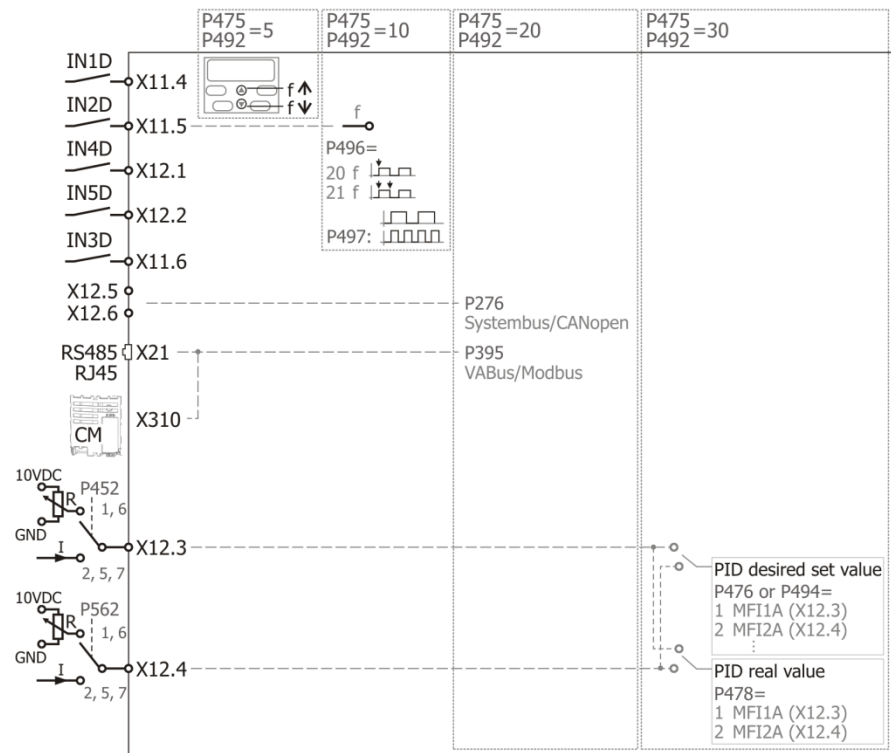 P475
P492 =5
P475
P492 =10
P475
P492 =20
P475
P492 =30
IN1D
X11.4
f
f
IN2D
X11.5
f
P496=
20 f
21 f
P497:
IN4D
X12.1
IN5D
X12.2
IN3D
X11.6
X12.5
X12.6
P276
Systembus/CANopen
RS485 X21
RJ45
P395
VABus/Modbus
X310
CM
10VDC
P452
R
1, 6
GND
I
X12.3
2, 5, 7
PID desired set value
P476 or P494=
1 MFI1A (X12.3)
2 MFI2A (X12.4)
⋮
10VDC
P562
R
1, 6
GND
I
X12.4
2, 5, 7
PID real value
P478=
1 MFI1A (X12.3)
2 MFI2A (X12.4)